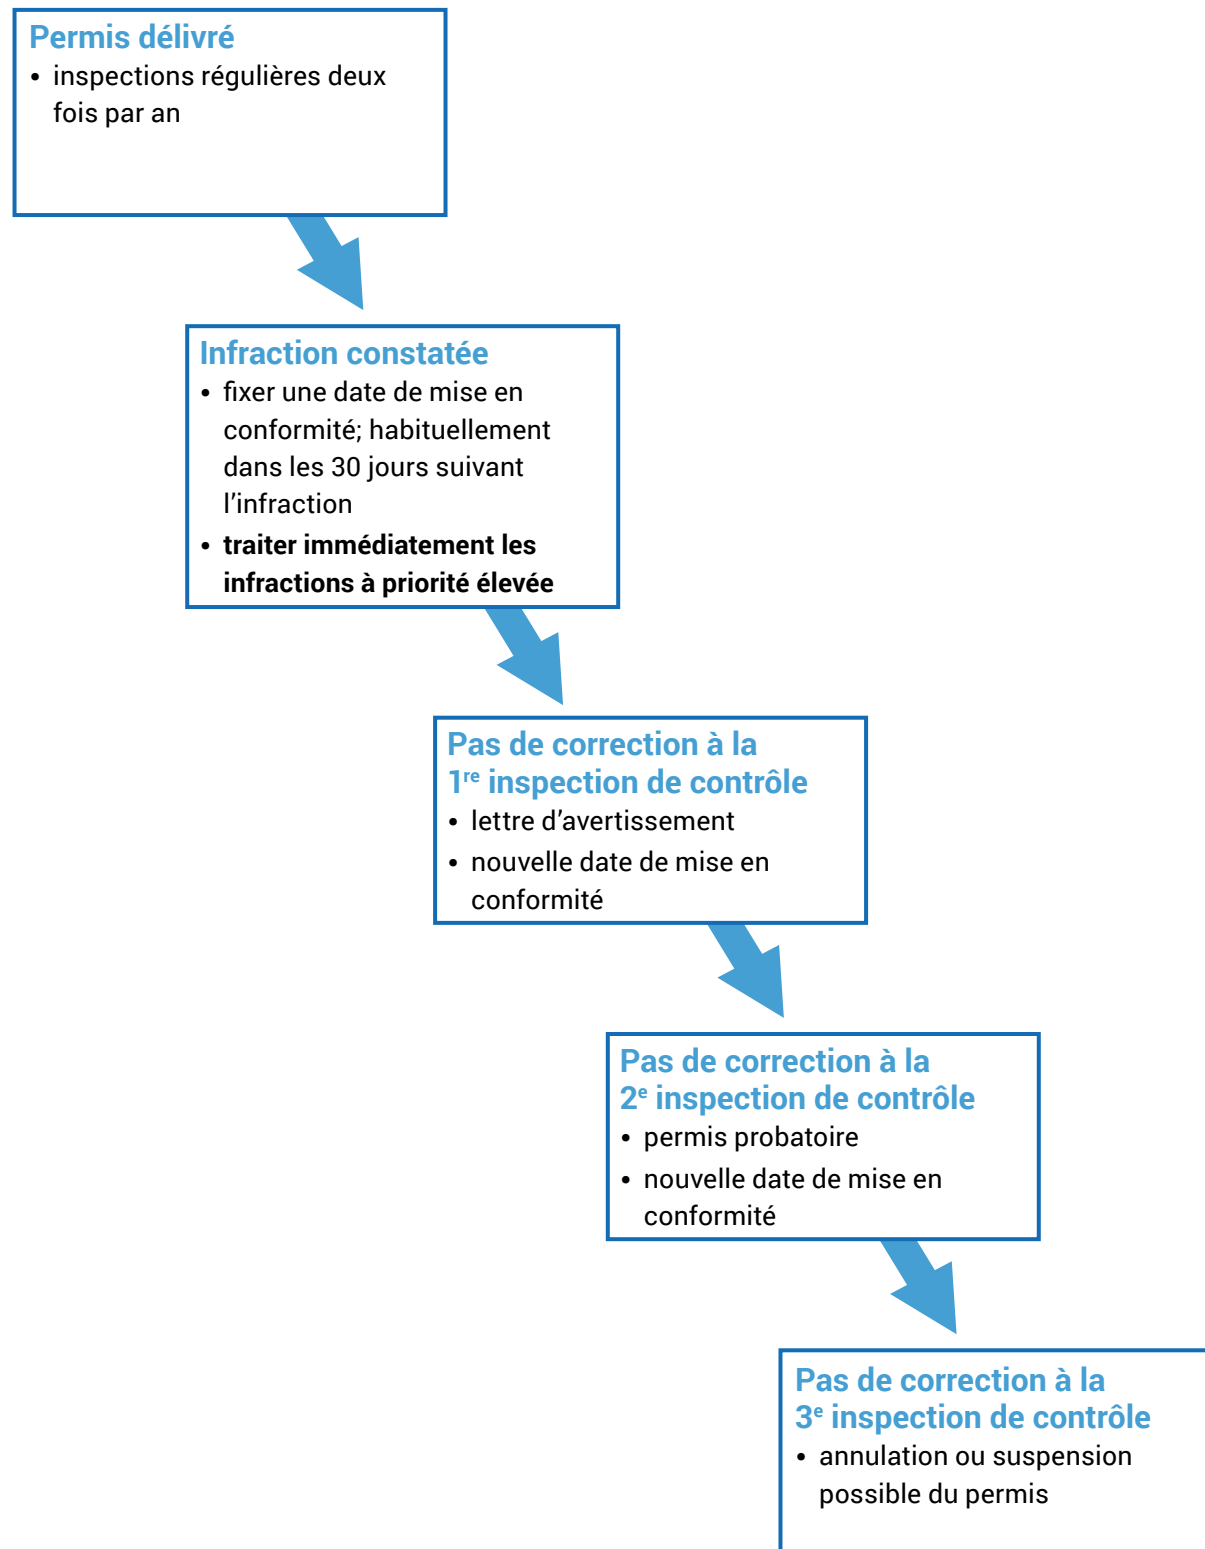 Permis délivré
• inspections régulières deux
fois par an
Infraction constatée
• fixer une date de mise en
conformité; habituellement
dans les 30 jours suivant
l’infraction
• traiter immédiatement les
infractions à priorité élevée
Pas de correction à la
1re inspection de contrôle
• lettre d’avertissement
• nouvelle date de mise en
conformité
Pas de correction à la
2e inspection de contrôle
• permis probatoire
• nouvelle date de mise en
conformité
Pas de correction à la
3e inspection de contrôle
• annulation ou suspension
possible du permis